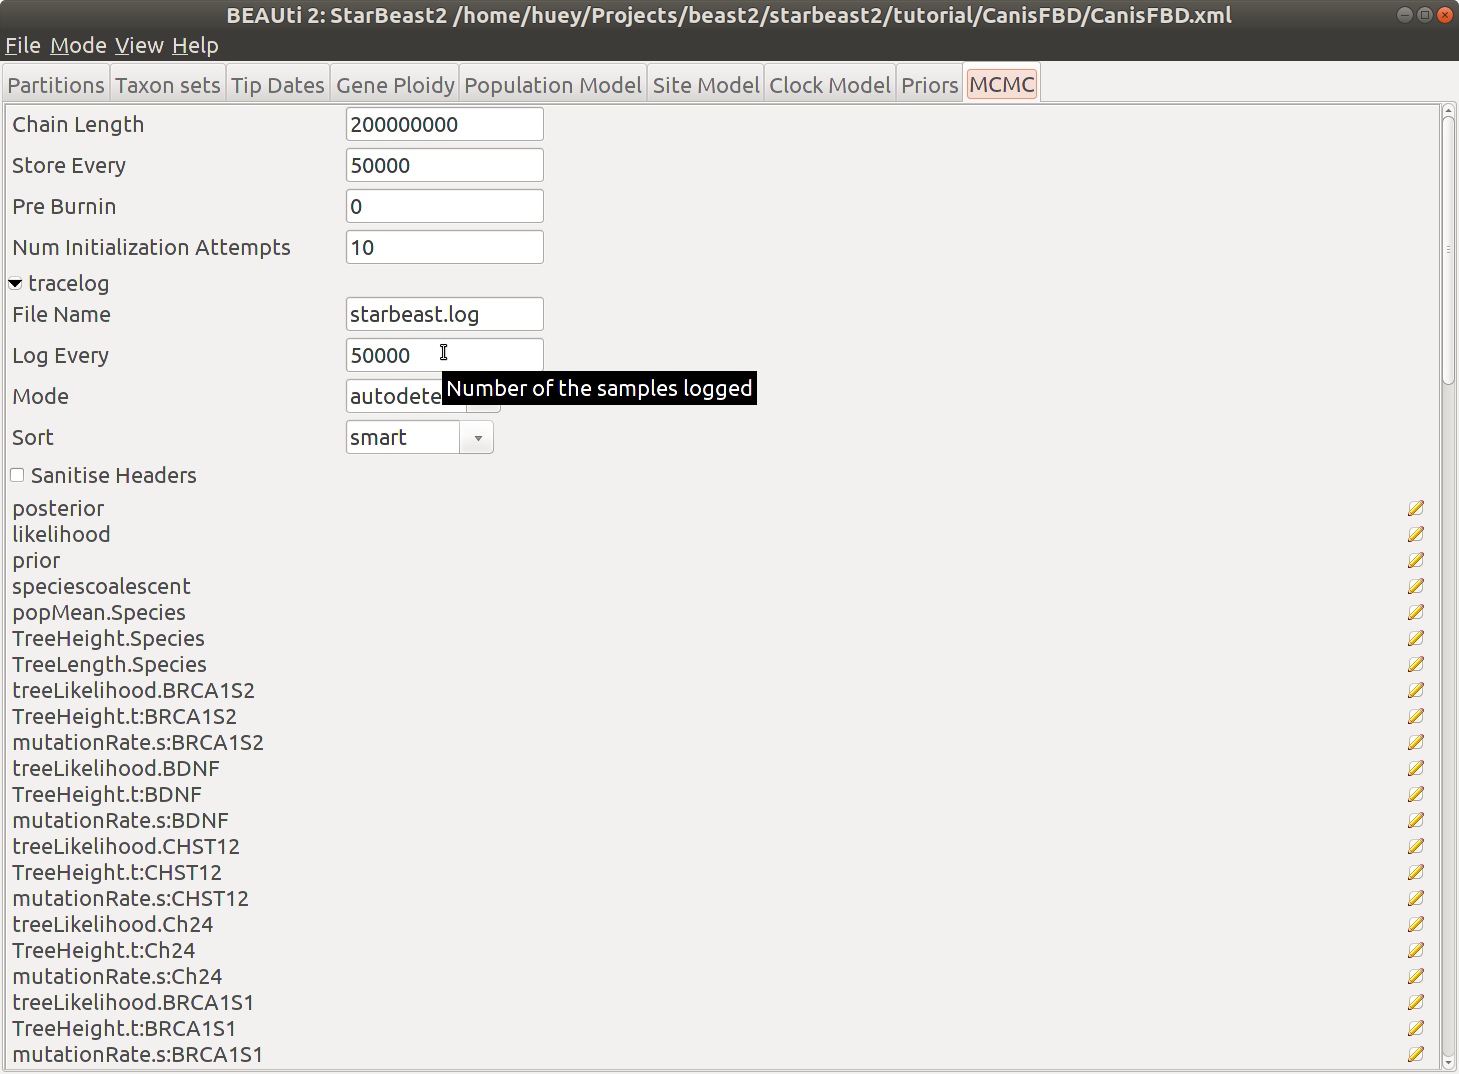 BEAUti 2: StarBeast2 /home/huey/Projects/beast2/starbeast2/tutorial/CanisFBD/CanisFBD.xml
File Mode View Help
Partitions Taxon sets Tip Dates Gene Ploidy Population Model Site Model Clock Model Priors MCMC
Chain Length 200000000
Store Every 50000
Pre Burnin 0
Num Initialization Attempts 10
tracelog
File Name starbeast.log
Log Every 50000
Number of the samples logged
Mode autodete
Sort smart
Sanitise Headers
posterior
likelihood
prior
speciescoalescent
popMean.Species
TreeHeight.Species
TreeLength.Species
treeLikelihood.BRCA1S2
TreeHeight.t:BRCA1S2
mutationRate.s:BRCA1S2
treeLikelihood.BDNF
TreeHeight.t:BDNF
mutationRate.s:BDNF
treeLikelihood.CHST12
TreeHeight.t:CHST12
mutationRate.s:CHST12
treeLikelihood.Ch24
TreeHeight.t:Ch24
mutationRate.s:Ch24
treeLikelihood.BRCA1S1
TreeHeight.t:BRCA1S1
mutationRate.s:BRCA1S1